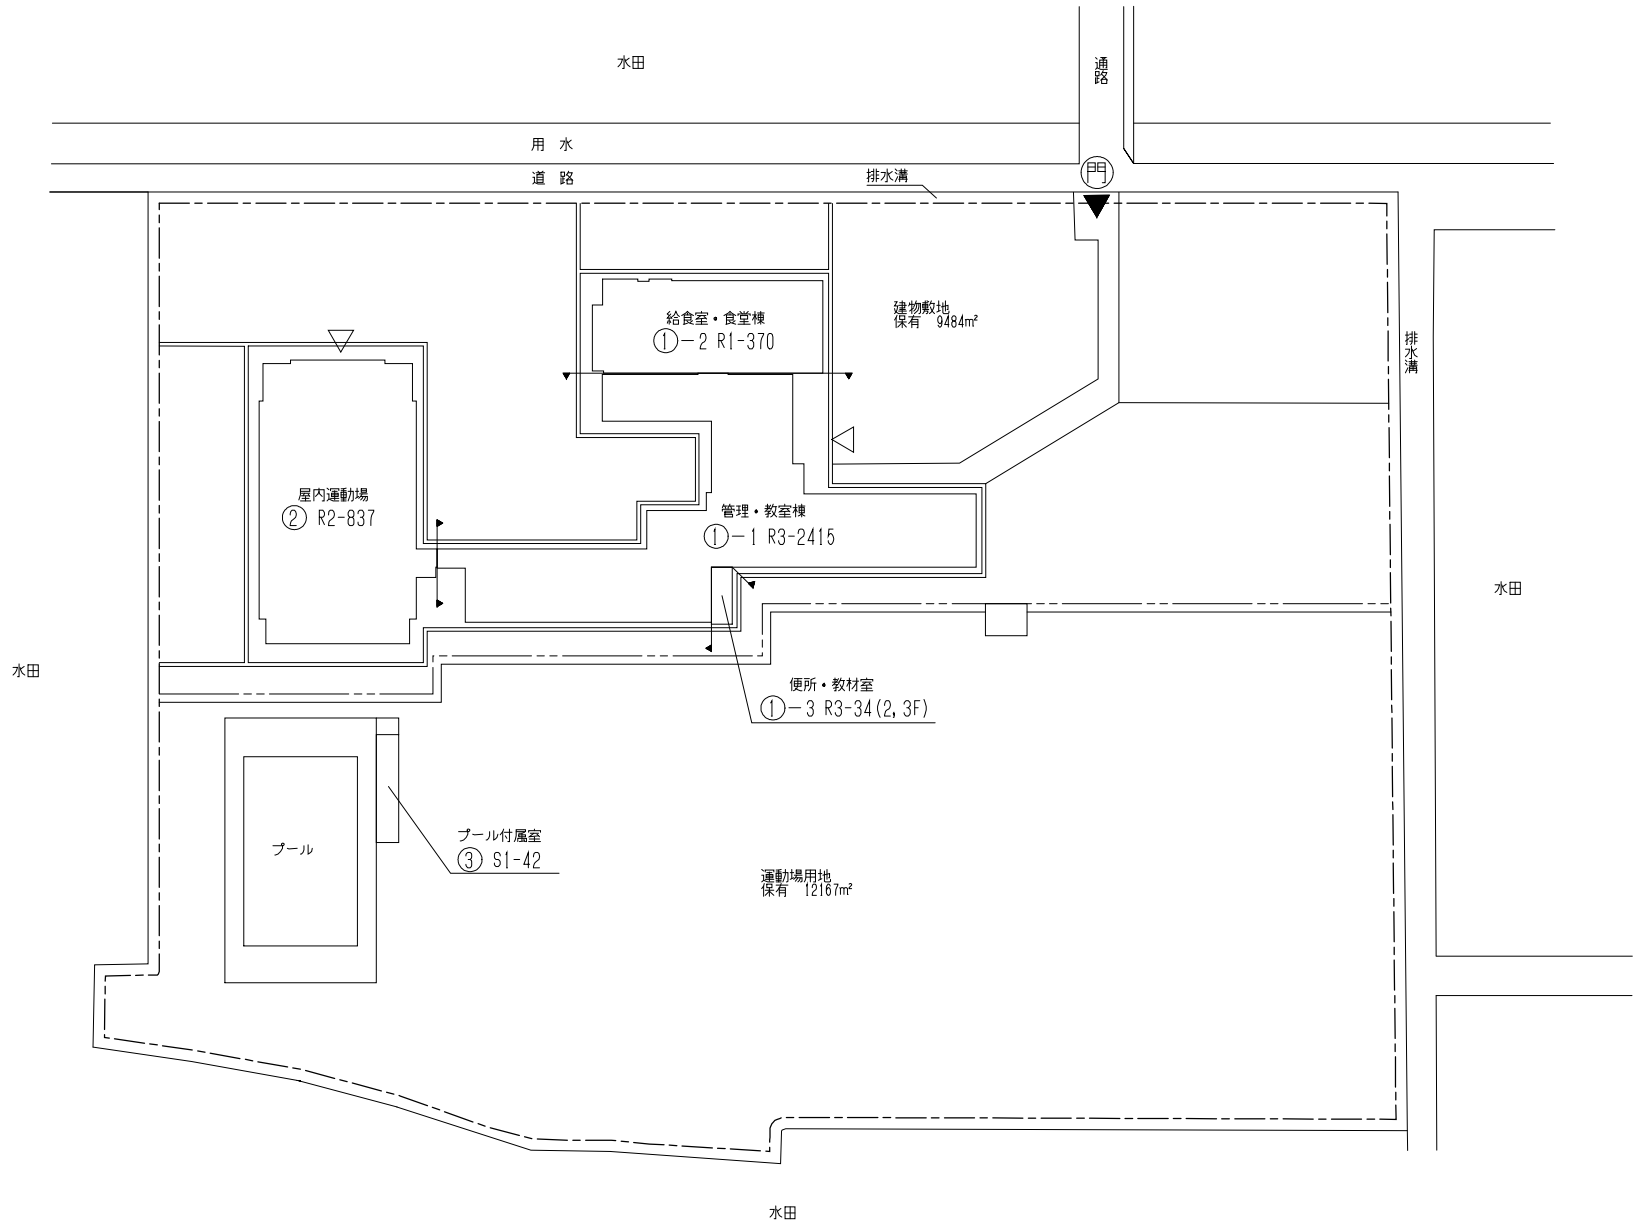 水田
通路
用 水
道 路
排水溝
門
建物敷地
保有 9484㎡
給食室・食堂棟
①-2 R1-370
排水溝
屋内運動場
② R2-837
管理・教室棟
①-1 R3-2415
水田
水田
便所・教材室
①-3 R3-34(2,3F)
プール付属室
③ S1-42
プール
運動場用地
保有 12167㎡
水田